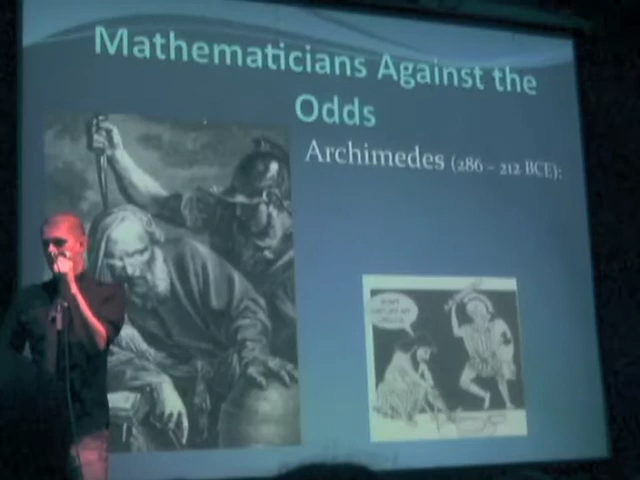 Mathematicians Against the
Odds
Archimedes (286 – 212 BCE):